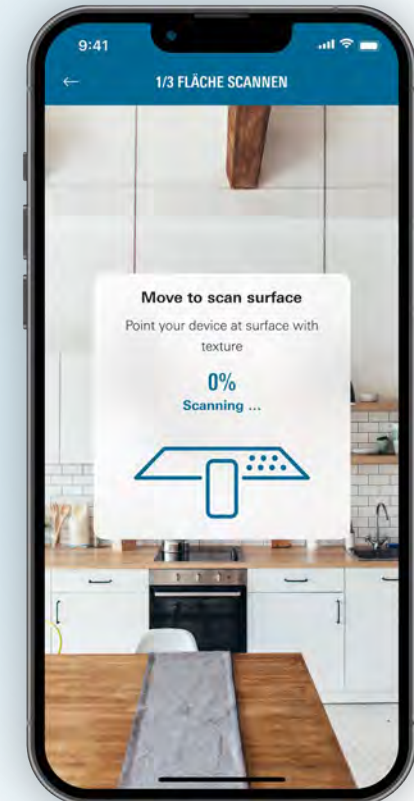 9:41
1/3 FLÄCHE SCANNEN
Move to scan surface
Point your device at surface with
texture
0%
Scanning ...